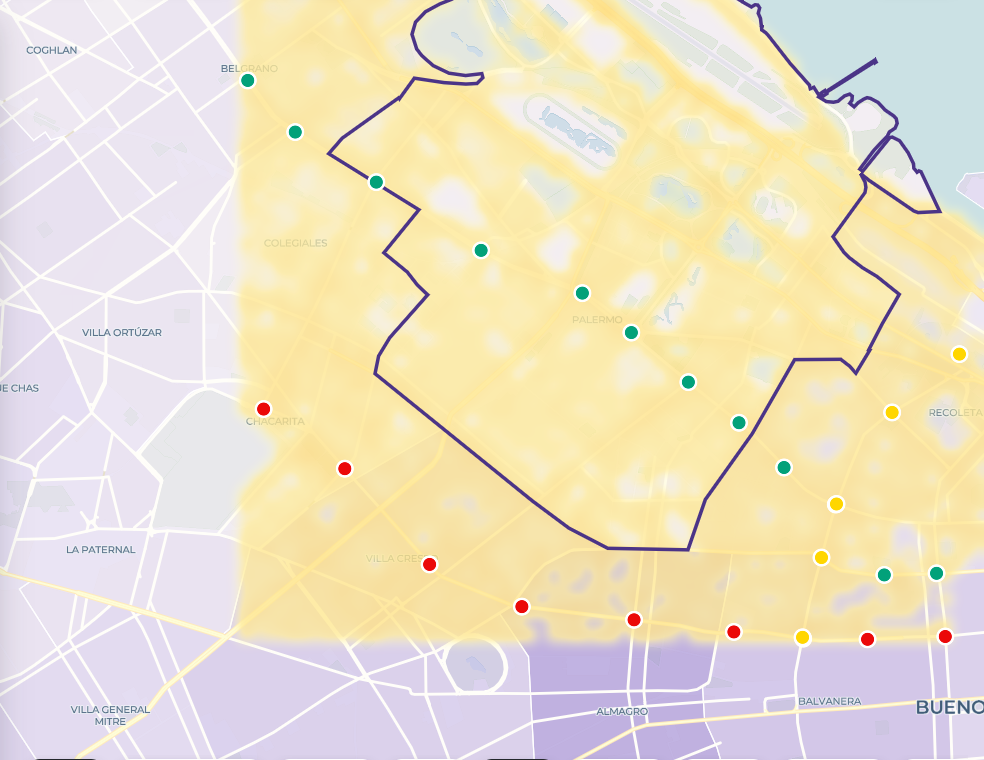 COGHLAN
BELGRANO
COLEGIALES
VILLA ORTÚZAR
PALERMO
JE CHAS
RECOLETA
CHACARITA
LA PATERNAL
VILLA CRESPO
VILLA GENERAL
MITRE
ALMAGRO
BALVANERA
BUENO